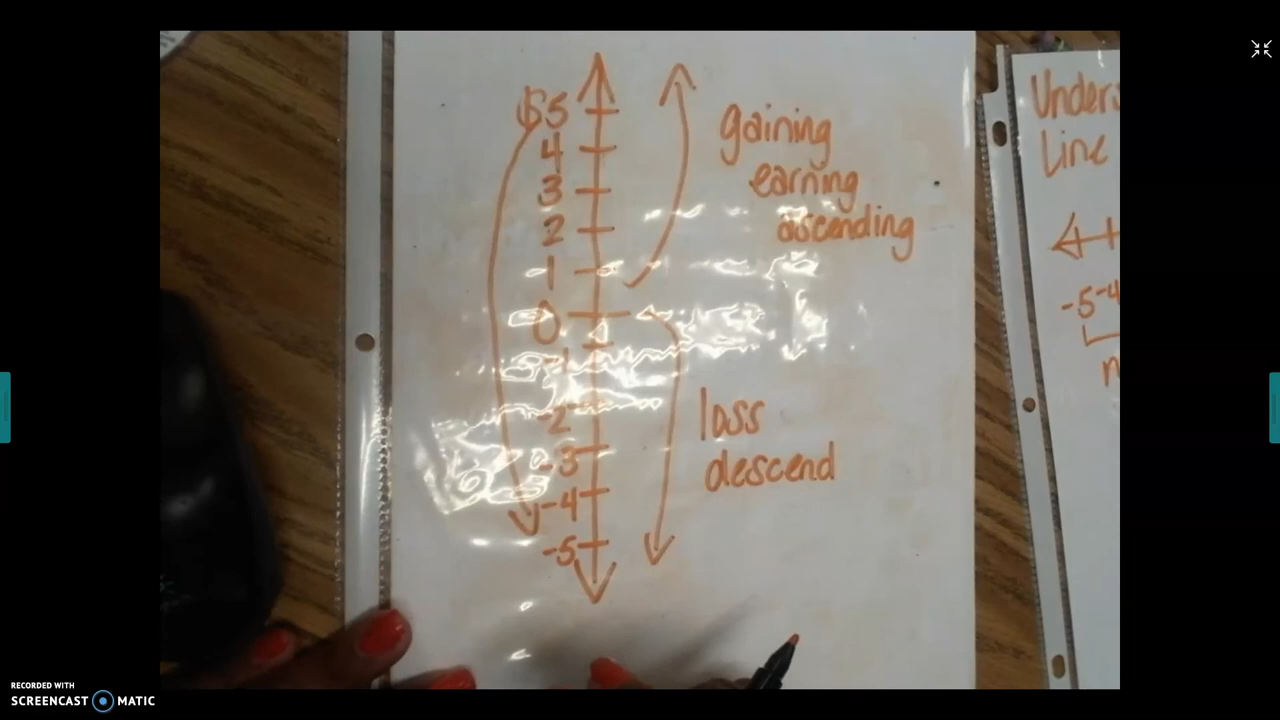 $5
4
3
2
1
0
-1
-2
-3
-4
-5
gaining
earning
ascending
loss
descend
Line
-5 -4
RECORDED WITH
SCREENCAST MATIC